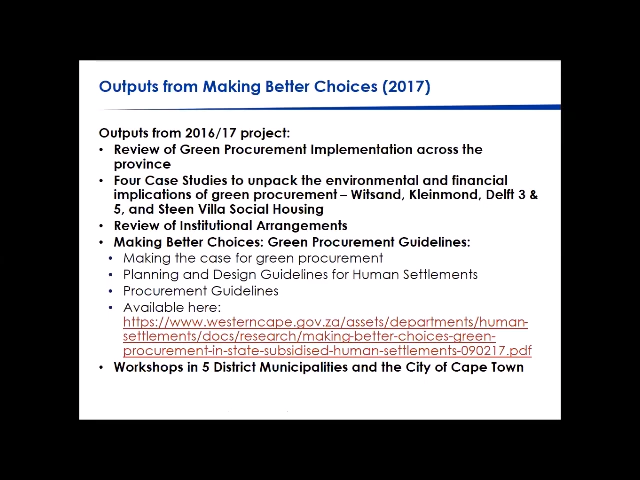 Outputs from Making Better Choices (2017)
Outputs from 2016/17 project:
• Review of Green Procurement Implementation across the
province
• Four Case Studies to unpack the environmental and financial
implications of green procurement – Witsand, Kleinmond, Delft 3 &
5, and Steen Villa Social Housing
• Review of Institutional Arrangements
• Making Better Choices: Green Procurement Guidelines:
• Making the case for green procurement
• Planning and Design Guidelines for Human Settlements
• Procurement Guidelines
• Available here:
https://www.westerncape.gov.za/assets/departments/human-
settlements/docs/research/making-better-choices-green-
procurement-in-state-subsidised-human-settlements-090217.pdf
• Workshops in 5 District Municipalities and the City of Cape Town